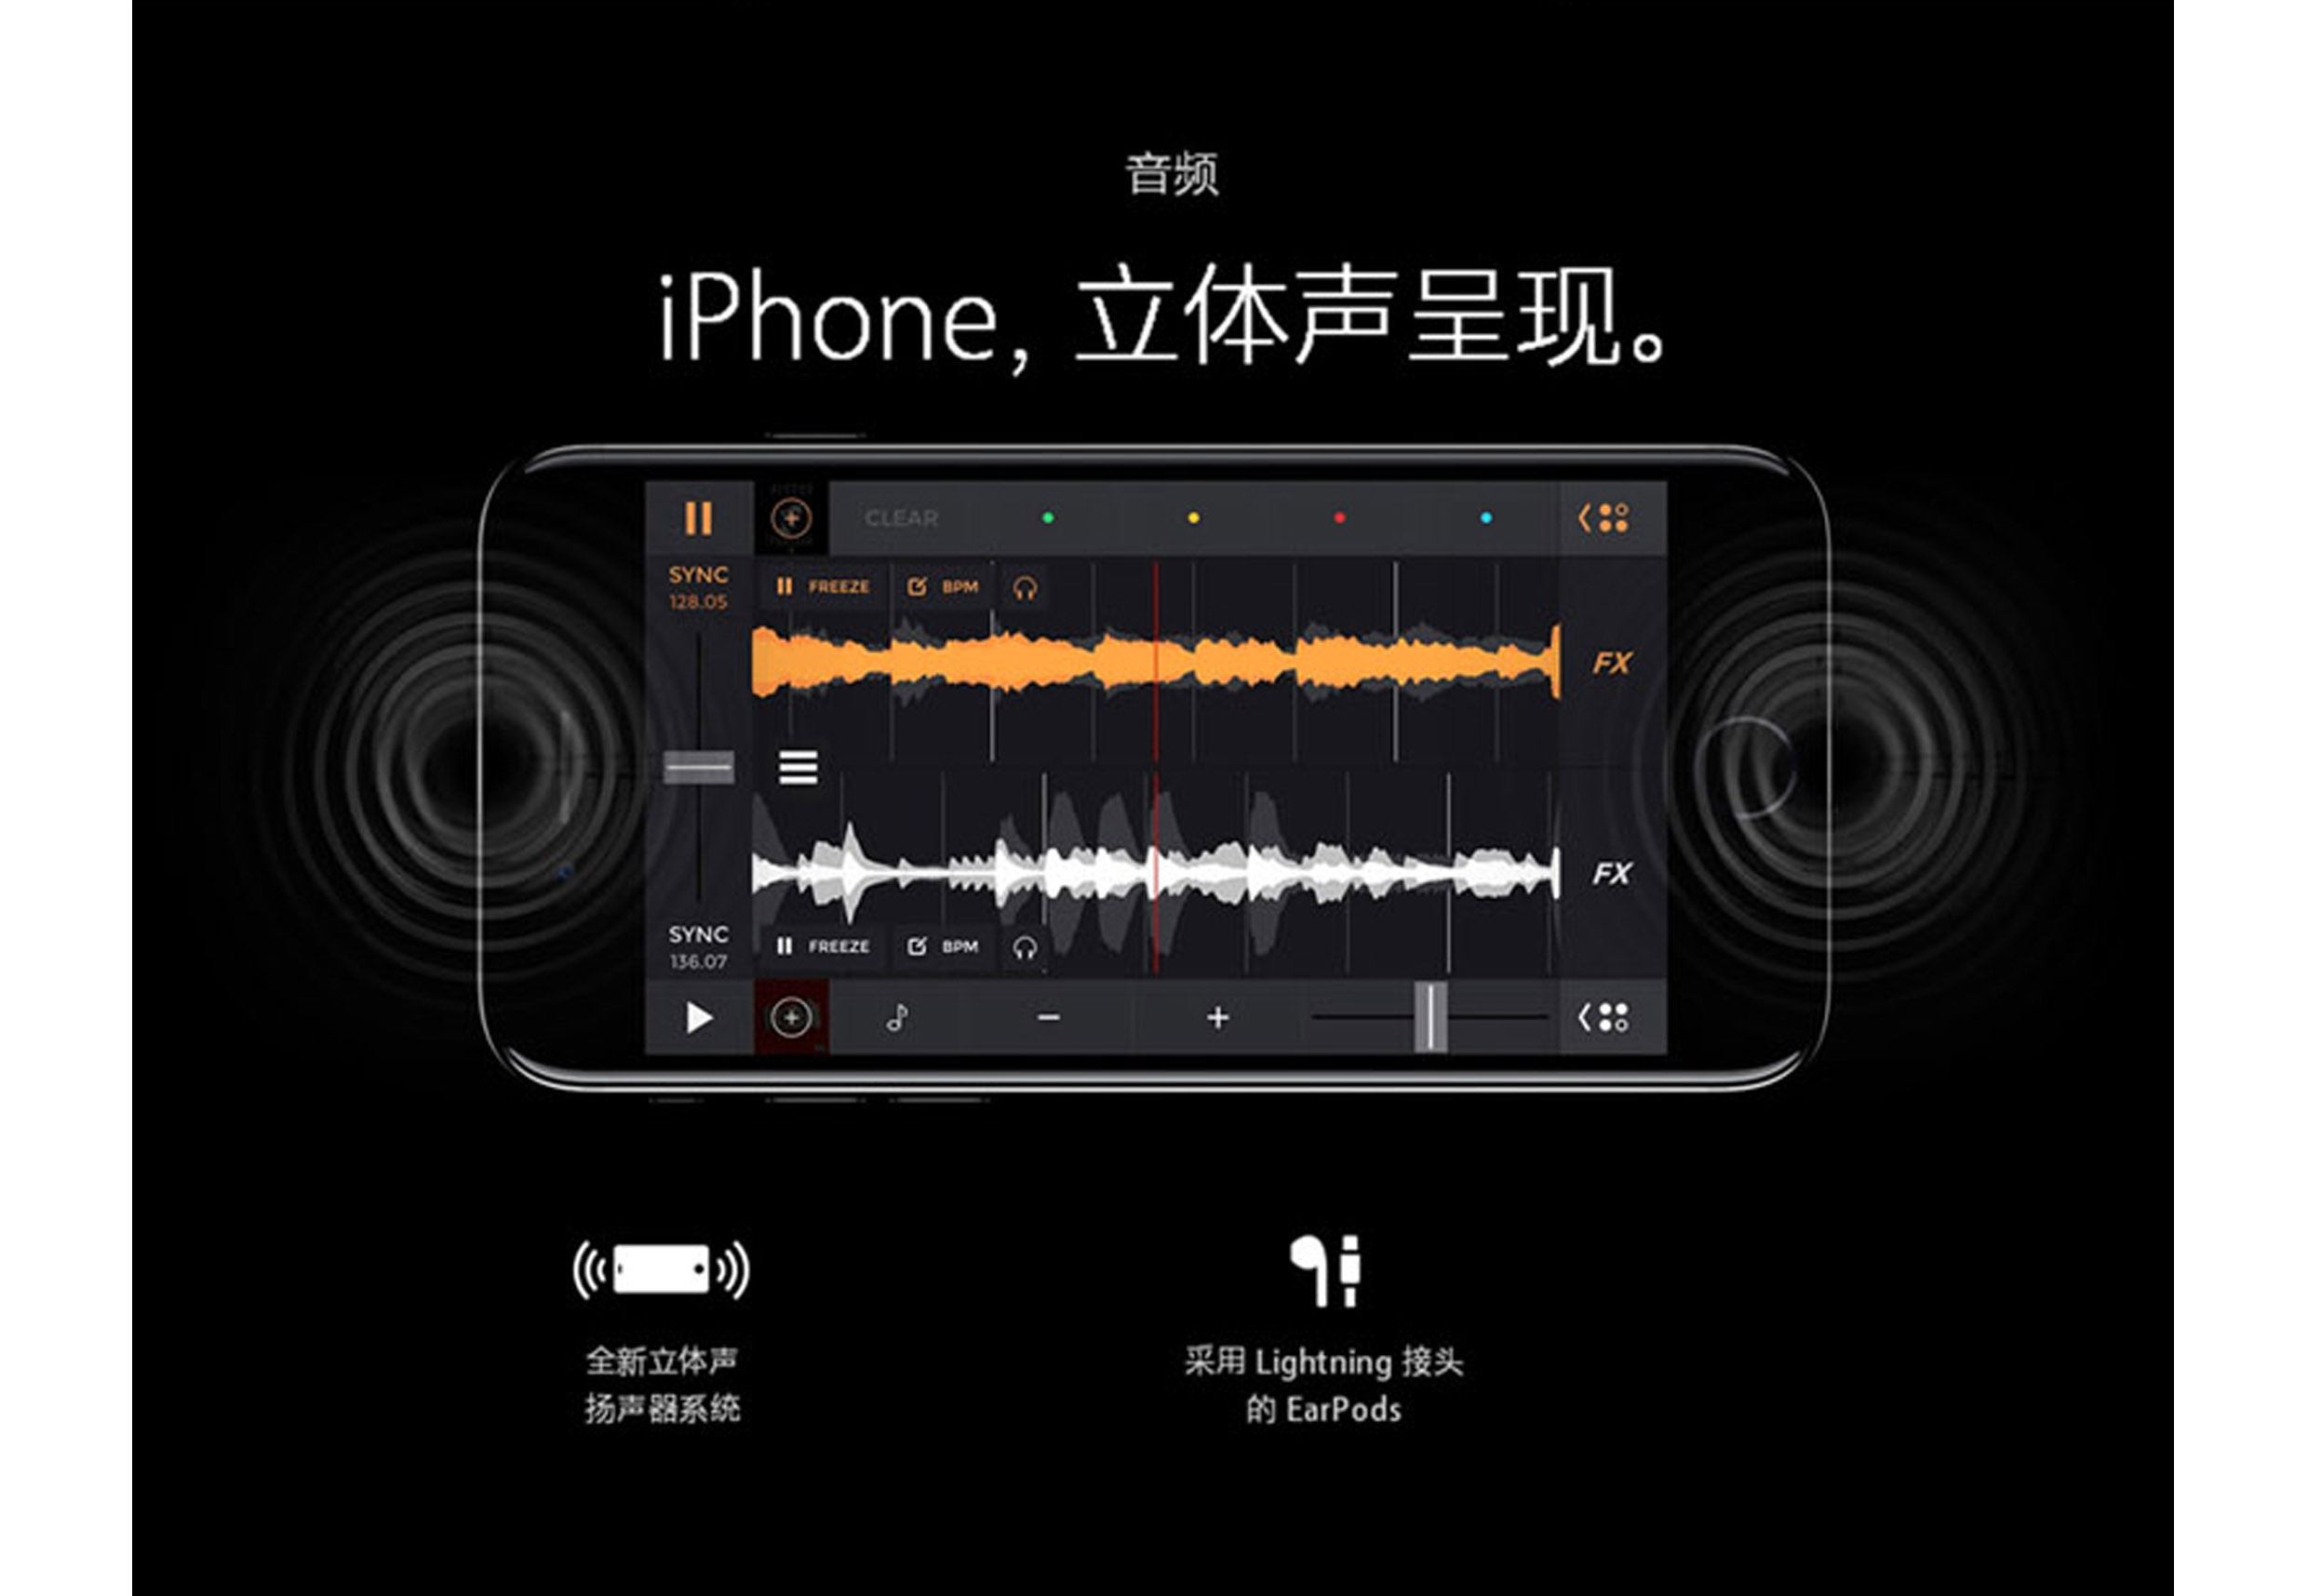 音频
iPhone, 立体声呈现。
CLEAR
SYNC
128.05
FREEZE BPM
FX
FX
SYNC
136.07
FREEZE BPM
全新立体声
扬声器系统
采用 Lightning 接头
的 EarPods